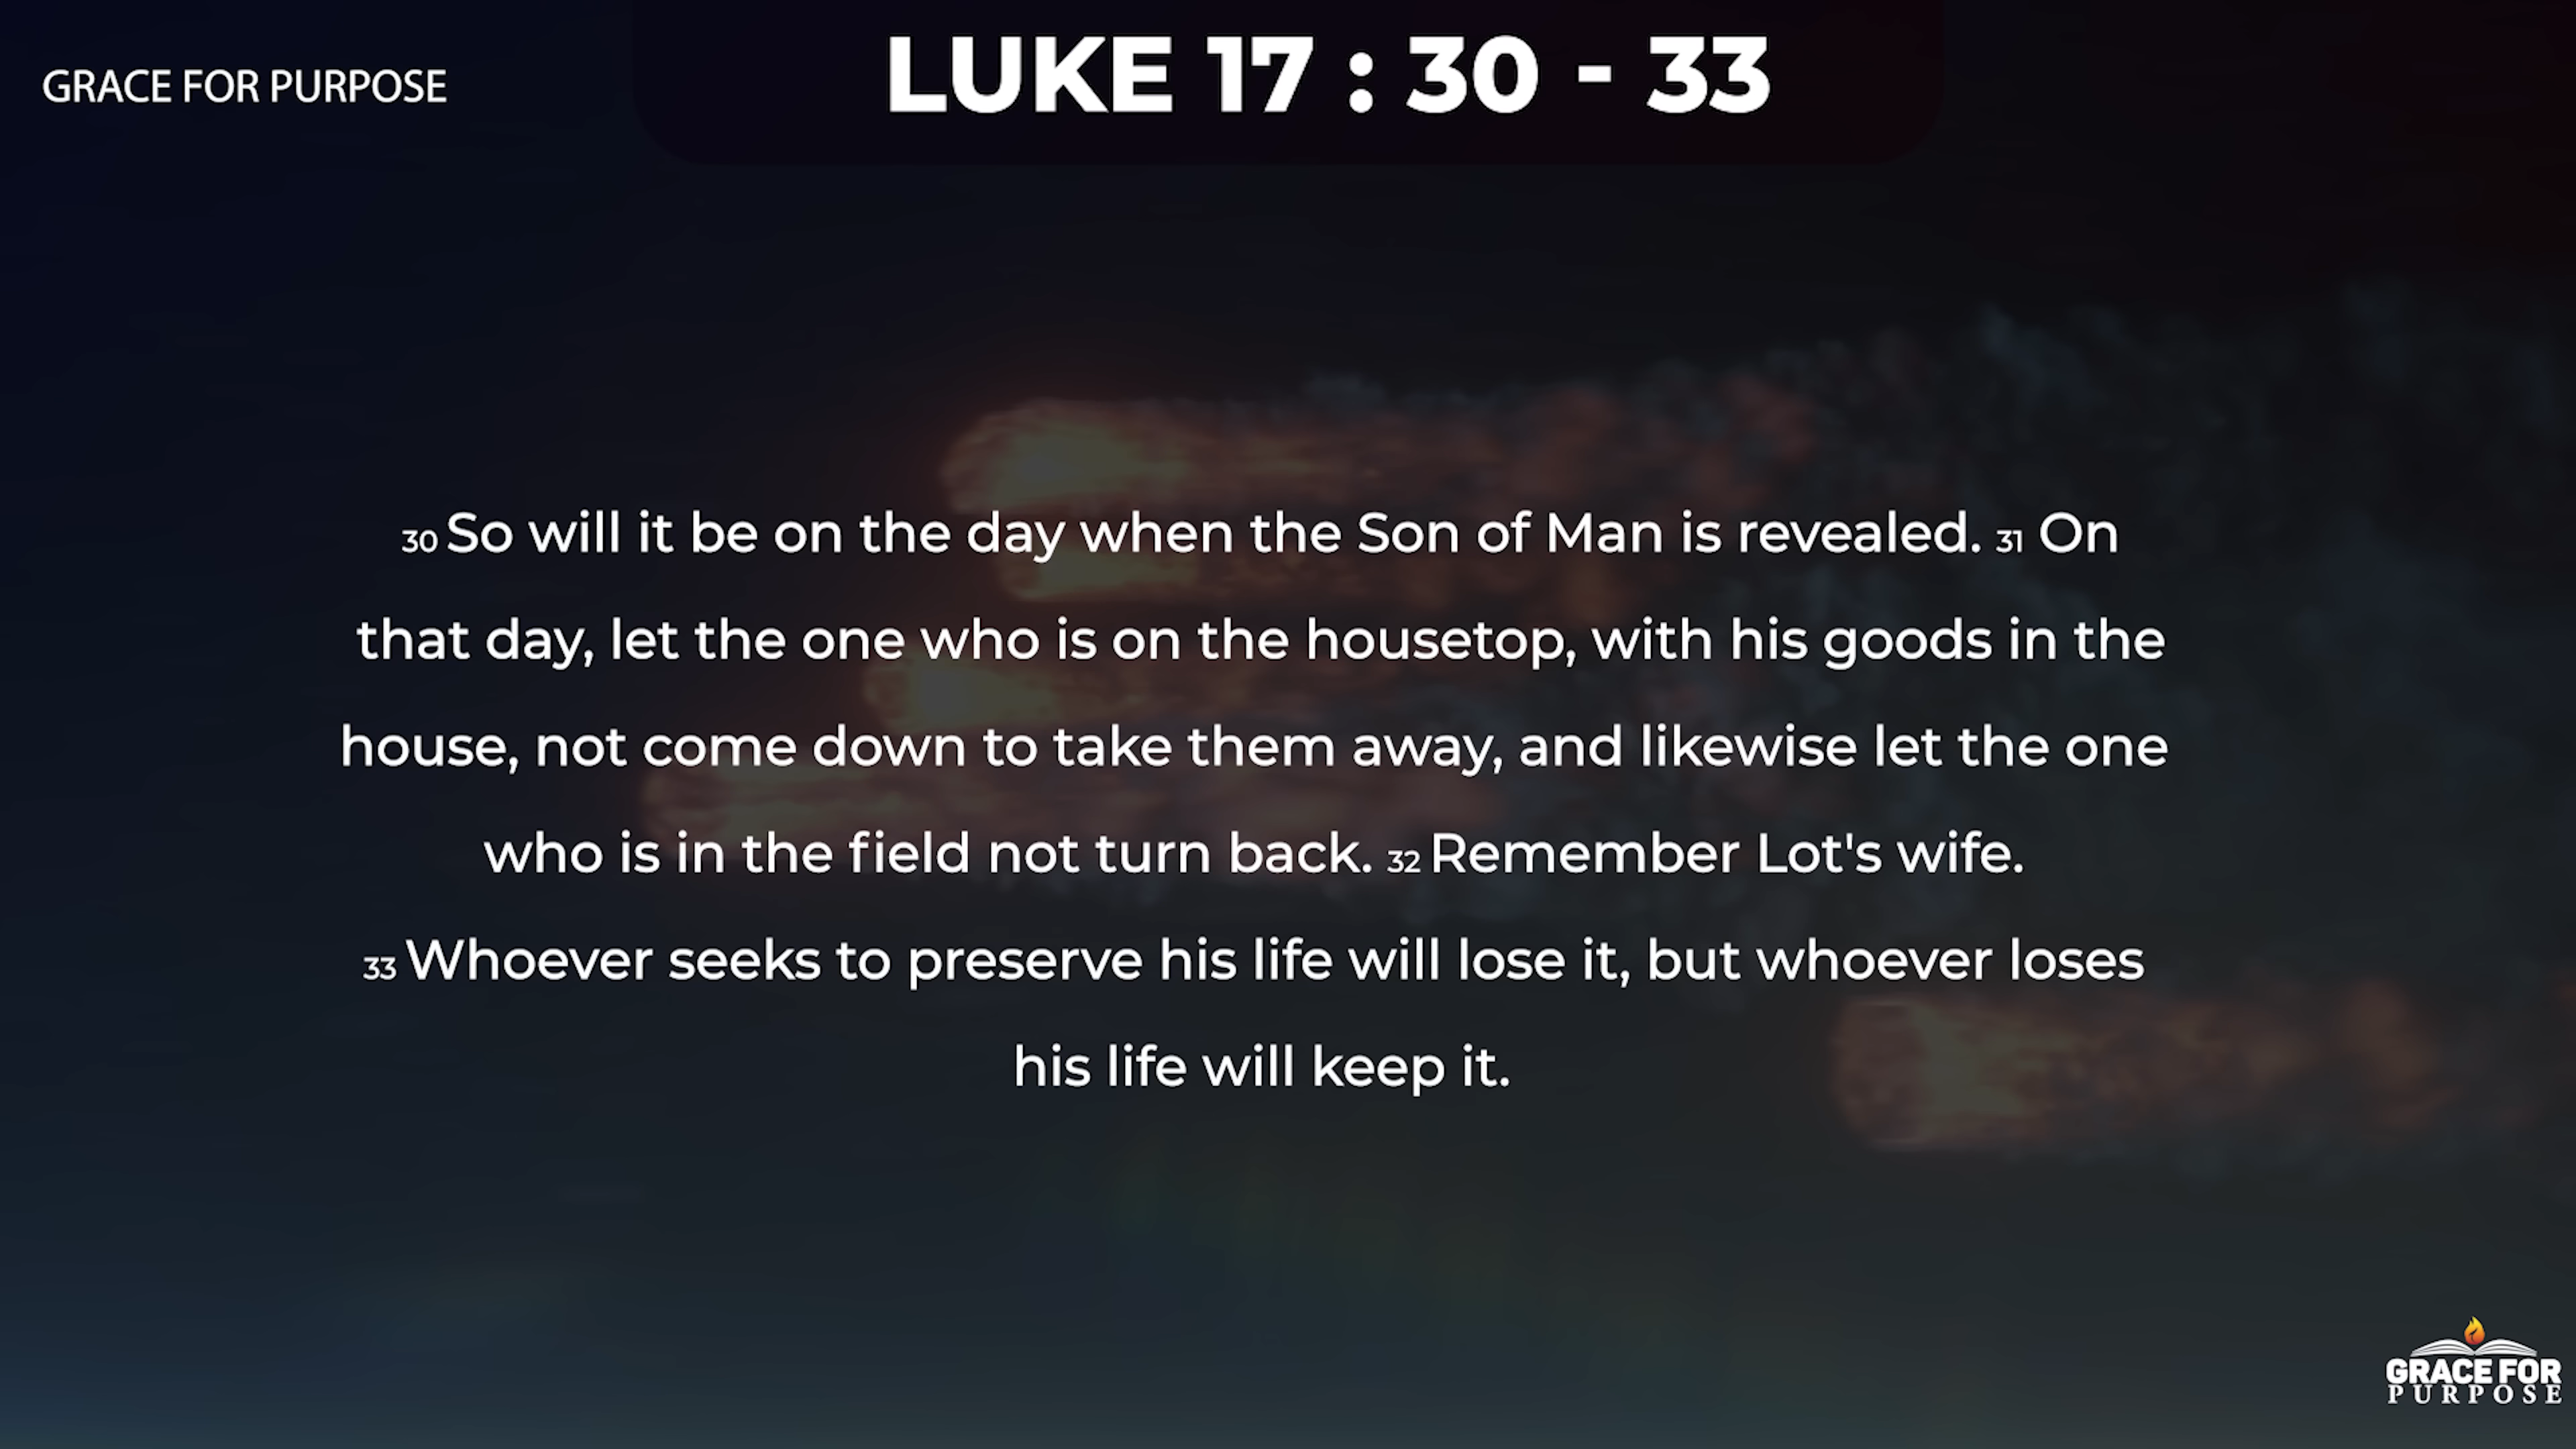 GRACE FOR PURPOSE
LUKE 17 : 30 - 33
30 So will it be on the day when the Son of Man is revealed. 31 On
that day, let the one who is on the housetop, with his goods in the
house, not come down to take them away, and likewise let the one
who is in the field not turn back. 32 Remember Lot's wife.
33 Whoever seeks to preserve his life will lose it, but whoever loses
his life will keep it.
GRACE FOR
PURPOSE